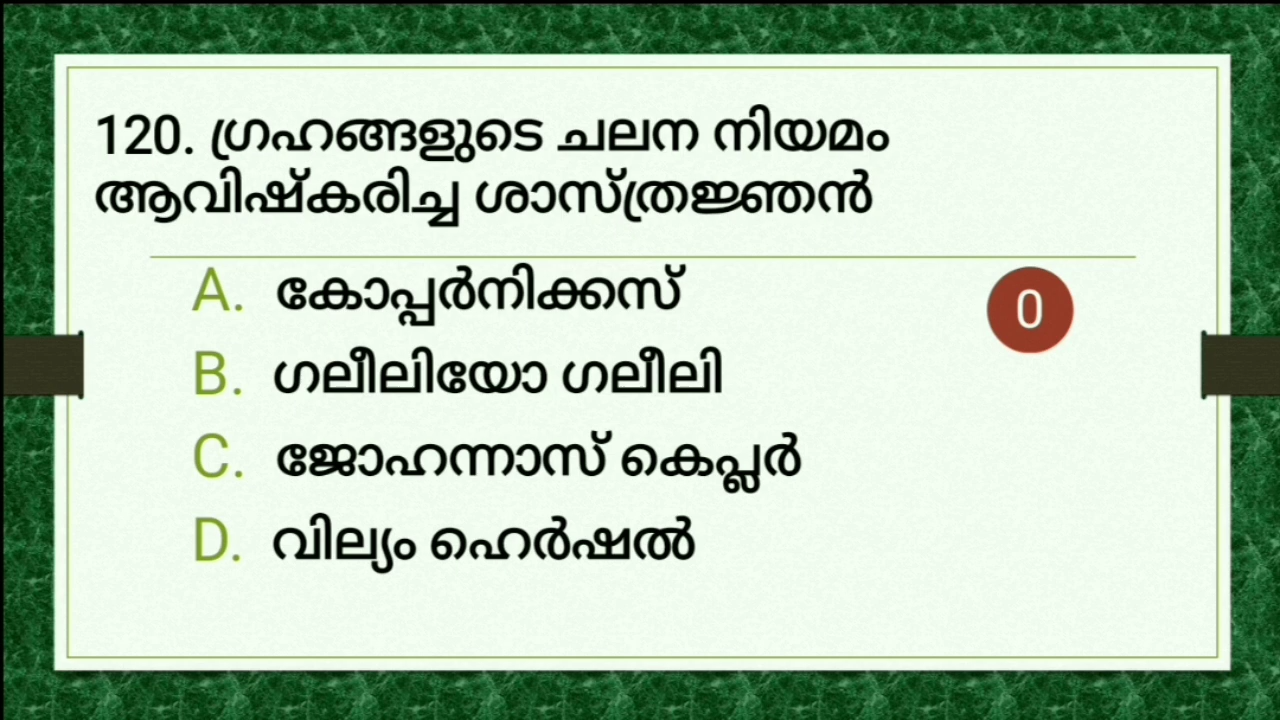 120. ഗ്രഹങ്ങളുടെ ചലന നിയമം
ആവിഷ്കരിച്ച ശാസ്ത്രജ്ഞൻ
A. കോപ്പർനിക്കസ്
0
B. ഗലീലിയോ ഗലീലി
C. ജോഹന്നാസ് കെപ്ലർ
D. വില്യം ഹെർഷൽ